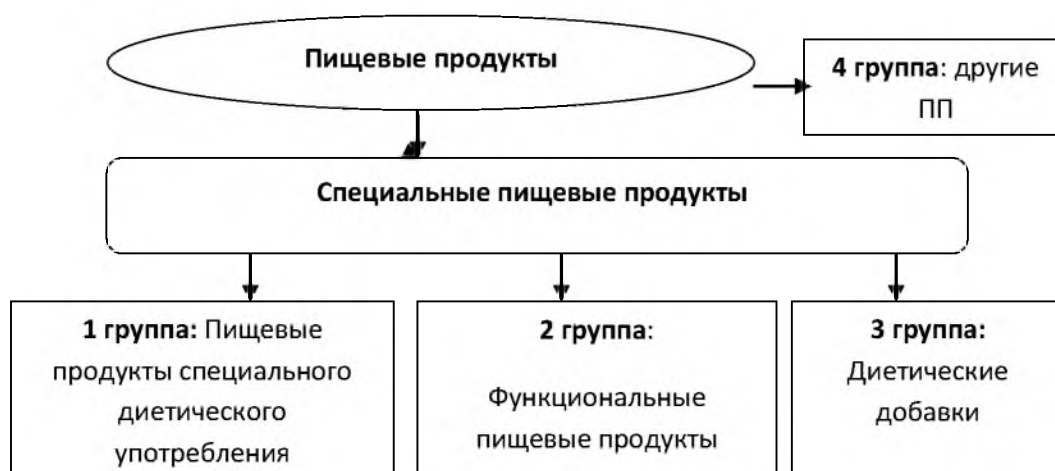 Пищевые продукты
4 группа: другие
ПП
Специальные пищевые продукты
1 группа: Пищевые
продукты специального
диетического
употребления
2 группа:
Функциональные
пищевые продукты
3 группа:
Диетические
добавки